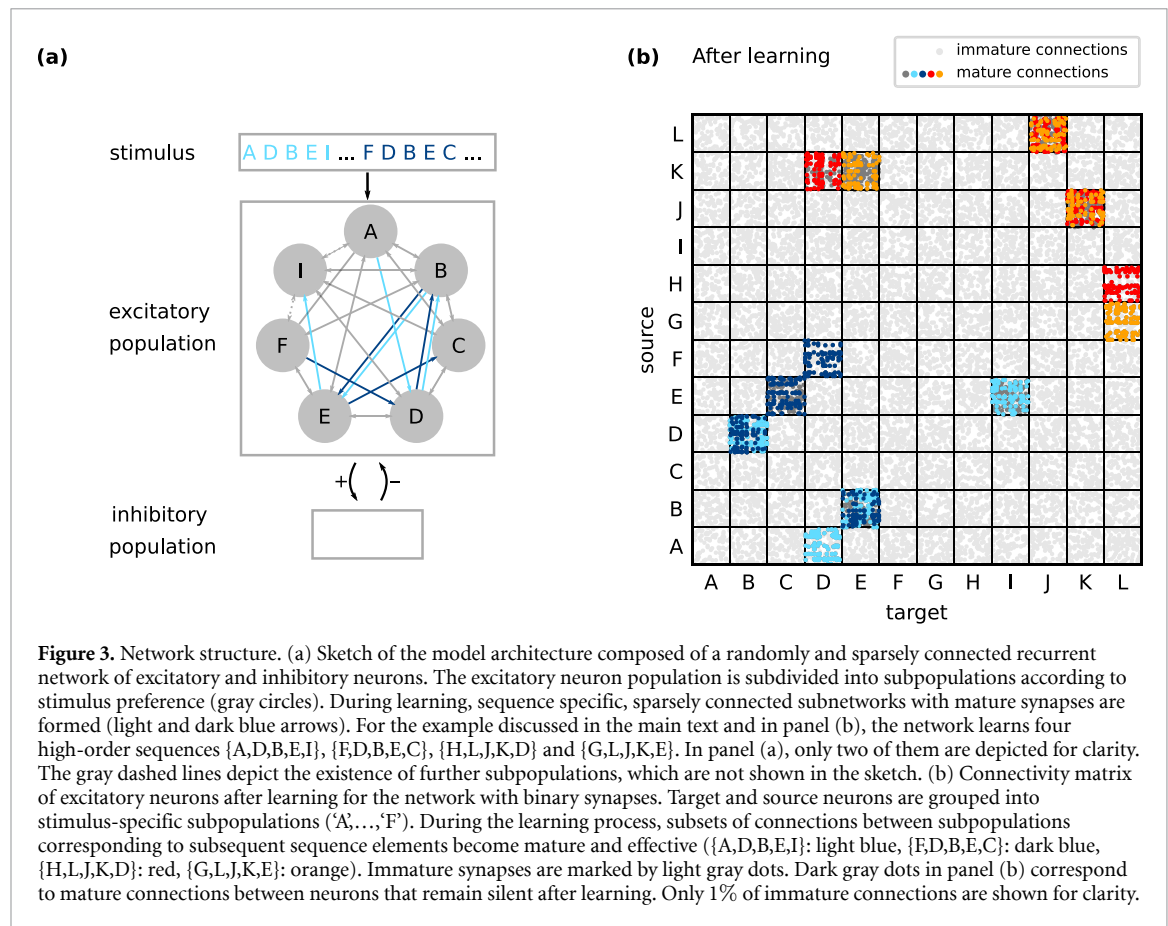 (a)
stimulus
A D B E I ... F D B E C ...
A
I
B
excitatory
population
F
C
E
D
+
−
inhibitory
population
(b)
After learning
immature connections
mature connections
source
L
K
J
I
H
G
F
E
D
C
B
A
A B C D E F G H I J K L
target
Figure 3. Network structure. (a) Sketch of the model architecture composed of a randomly and sparsely connected recurrent
network of excitatory and inhibitory neurons. The excitatory neuron population is subdivided into subpopulations according to
stimulus preference (gray circles). During learning, sequence specific, sparsely connected subnetworks with mature synapses are
formed (light and dark blue arrows). For the example discussed in the main text and in panel (b), the network learns four
high-order sequences {A,D,B,E,I}, {F,D,B,E,C}, {H,L,J,K,D} and {G,L,J,K,E}. In panel (a), only two of them are depicted for clarity.
The gray dashed lines depict the existence of further subpopulations, which are not shown in the sketch. (b) Connectivity matrix
of excitatory neurons after learning for the network with binary synapses. Target and source neurons are grouped into
stimulus-specific subpopulations (‘A’,…,‘F’). During the learning process, subsets of connections between subpopulations
corresponding to subsequent sequence elements become mature and effective ({A,D,B,E,I}: light blue, {F,D,B,E,C}: dark blue,
{H,L,J,K,D}: red, {G,L,J,K,E}: orange). Immature synapses are marked by light gray dots. Dark gray dots in panel (b) correspond
to mature connections between neurons that remain silent after learning. Only 1% of immature connections are shown for clarity.